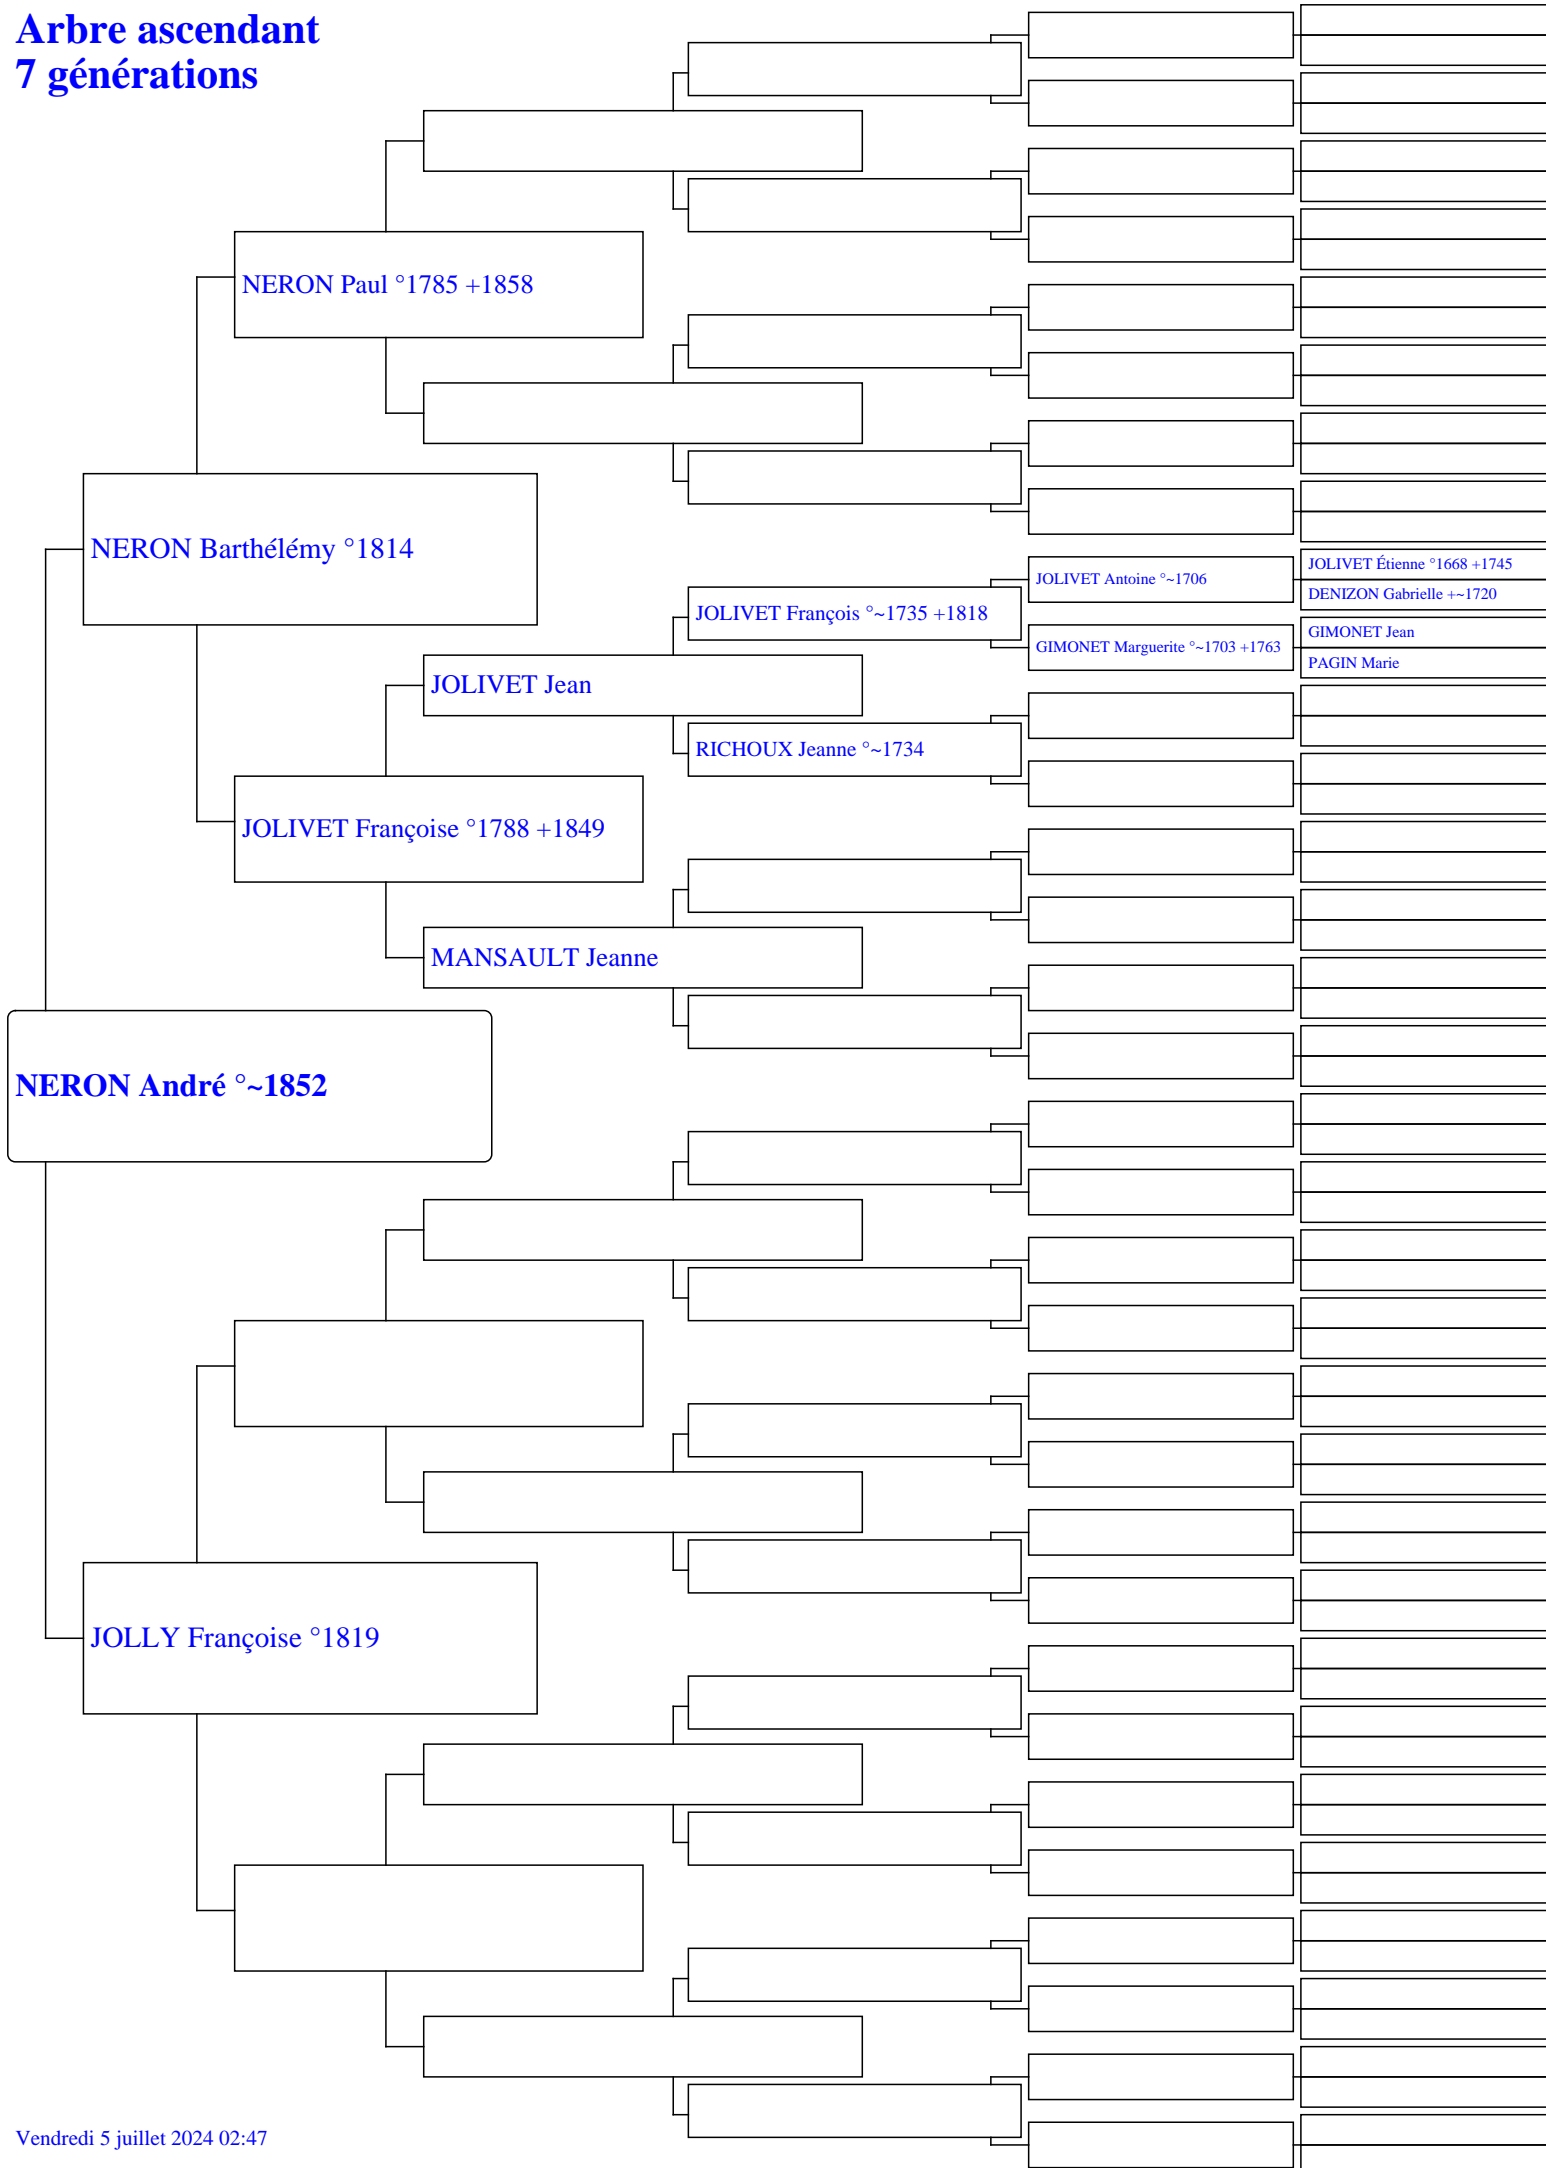 Arbre ascendant
7 générations
NERON Paul °1785 +1858
NERON Barthélémy °1814
JOLIVET Étienne °1668 +1745
JOLIVET Antoine °~1706
DENIZON Gabrielle +~1720
JOLIVET François °~1735 +1818
GIMONET Jean
GIMONET Marguerite °~1703 +1763
PAGIN Marie
JOLIVET Jean
RICHOUX Jeanne °~1734
JOLIVET Françoise °1788 +1849
MANSAULT Jeanne
NERON André °~1852
JOLLY Françoise °1819
Vendredi 5 juillet 2024 02:47